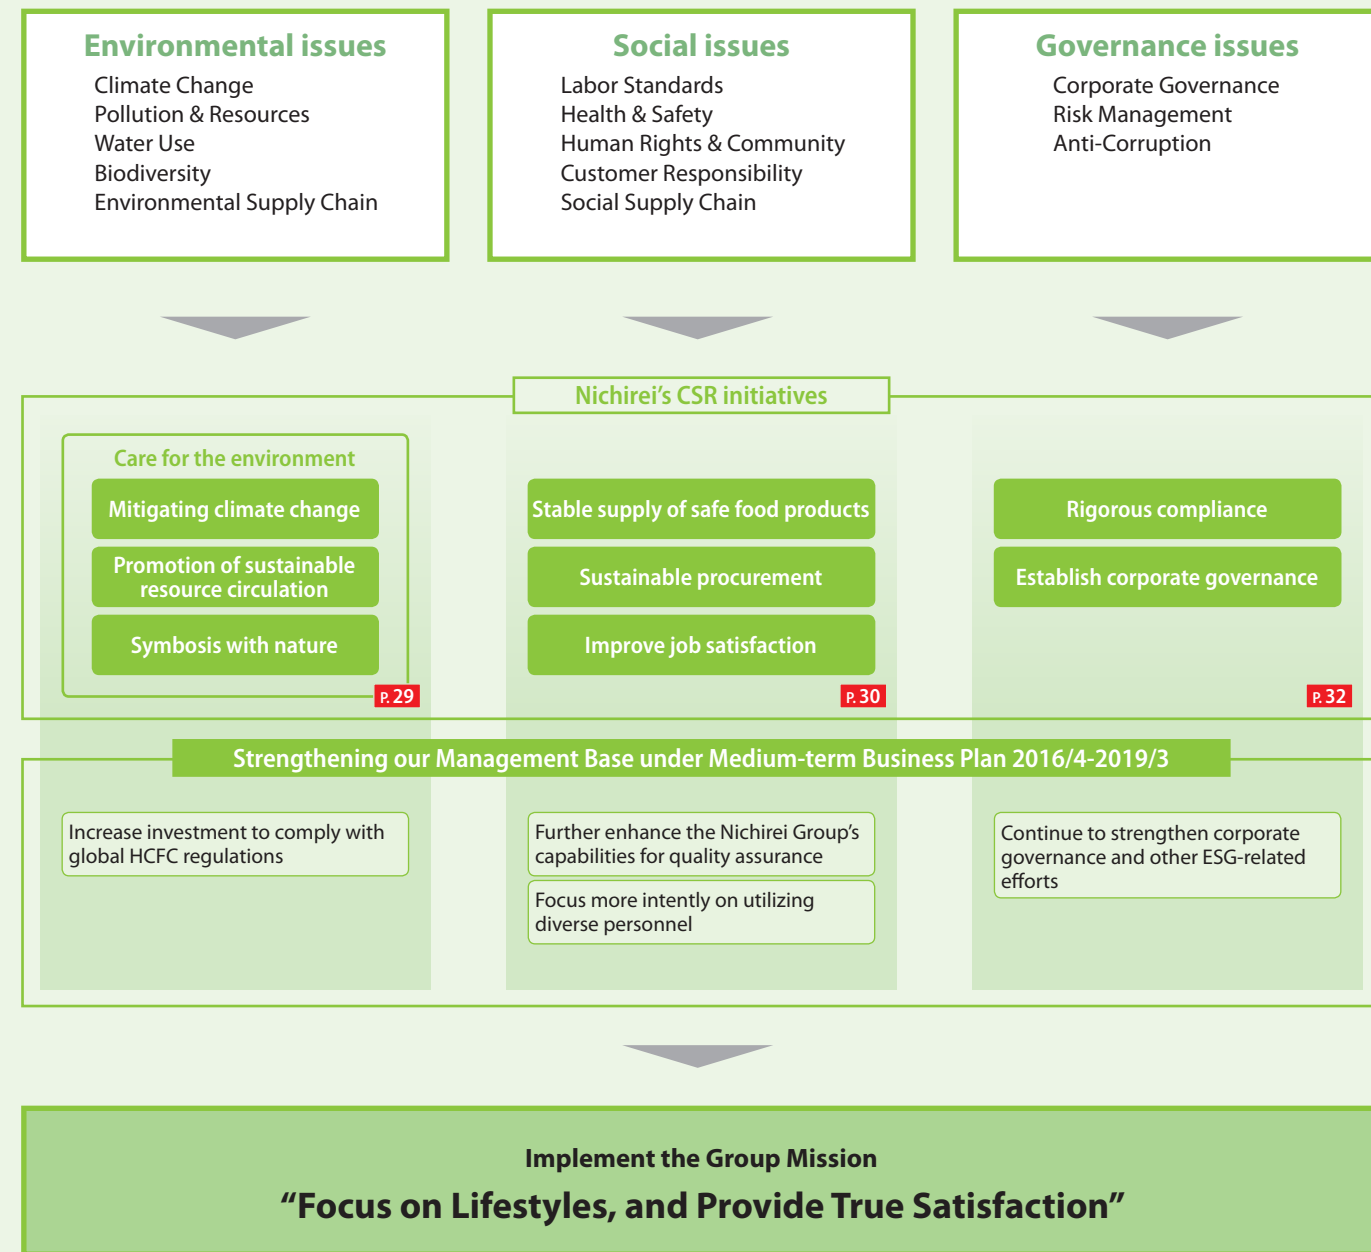 Environmental issues
Climate Change
Pollution & Resources
Water Use
Biodiversity
Environmental Supply Chain
Social issues
Labor Standards
Health & Safety
Human Rights & Community
Customer Responsibility
Social Supply Chain
Governance issues
Corporate Governance
Risk Management
Anti-Corruption
Nichirei’s CSR initiatives
Care for the environment
Mitigating climate change
Promotion of sustainable
resource circulation
Symbosis with nature
P. 29
Stable supply of safe food products
Sustainable procurement
Improve job satisfaction
P. 30
Rigorous compliance
Establish corporate governance
P. 32
Strengthening our Management Base under Medium-term Business Plan 2016/4-2019/3
Increase investment to comply with
global HCFC regulations
Further enhance the Nichirei Group’s
capabilities for quality assurance
Focus more intently on utilizing
diverse personnel
Continue to strengthen corporate
governance and other ESG-related
efforts
Implement the Group Mission
“Focus on Lifestyles, and Provide True Satisfaction”